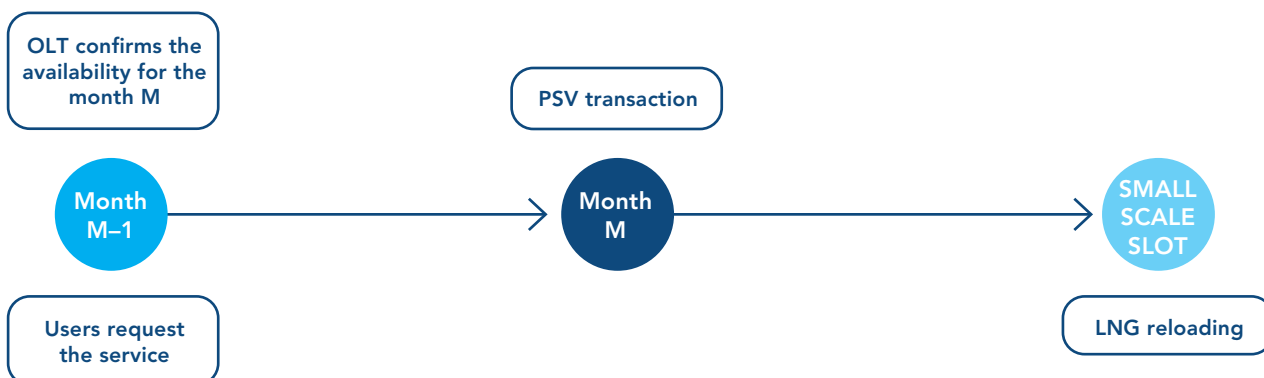 OLT confirms the
availability for the
month M
PSV transaction
Month
M–1
Month
M
SMALL
SCALE
SLOT
Users request
the service
LNG reloading